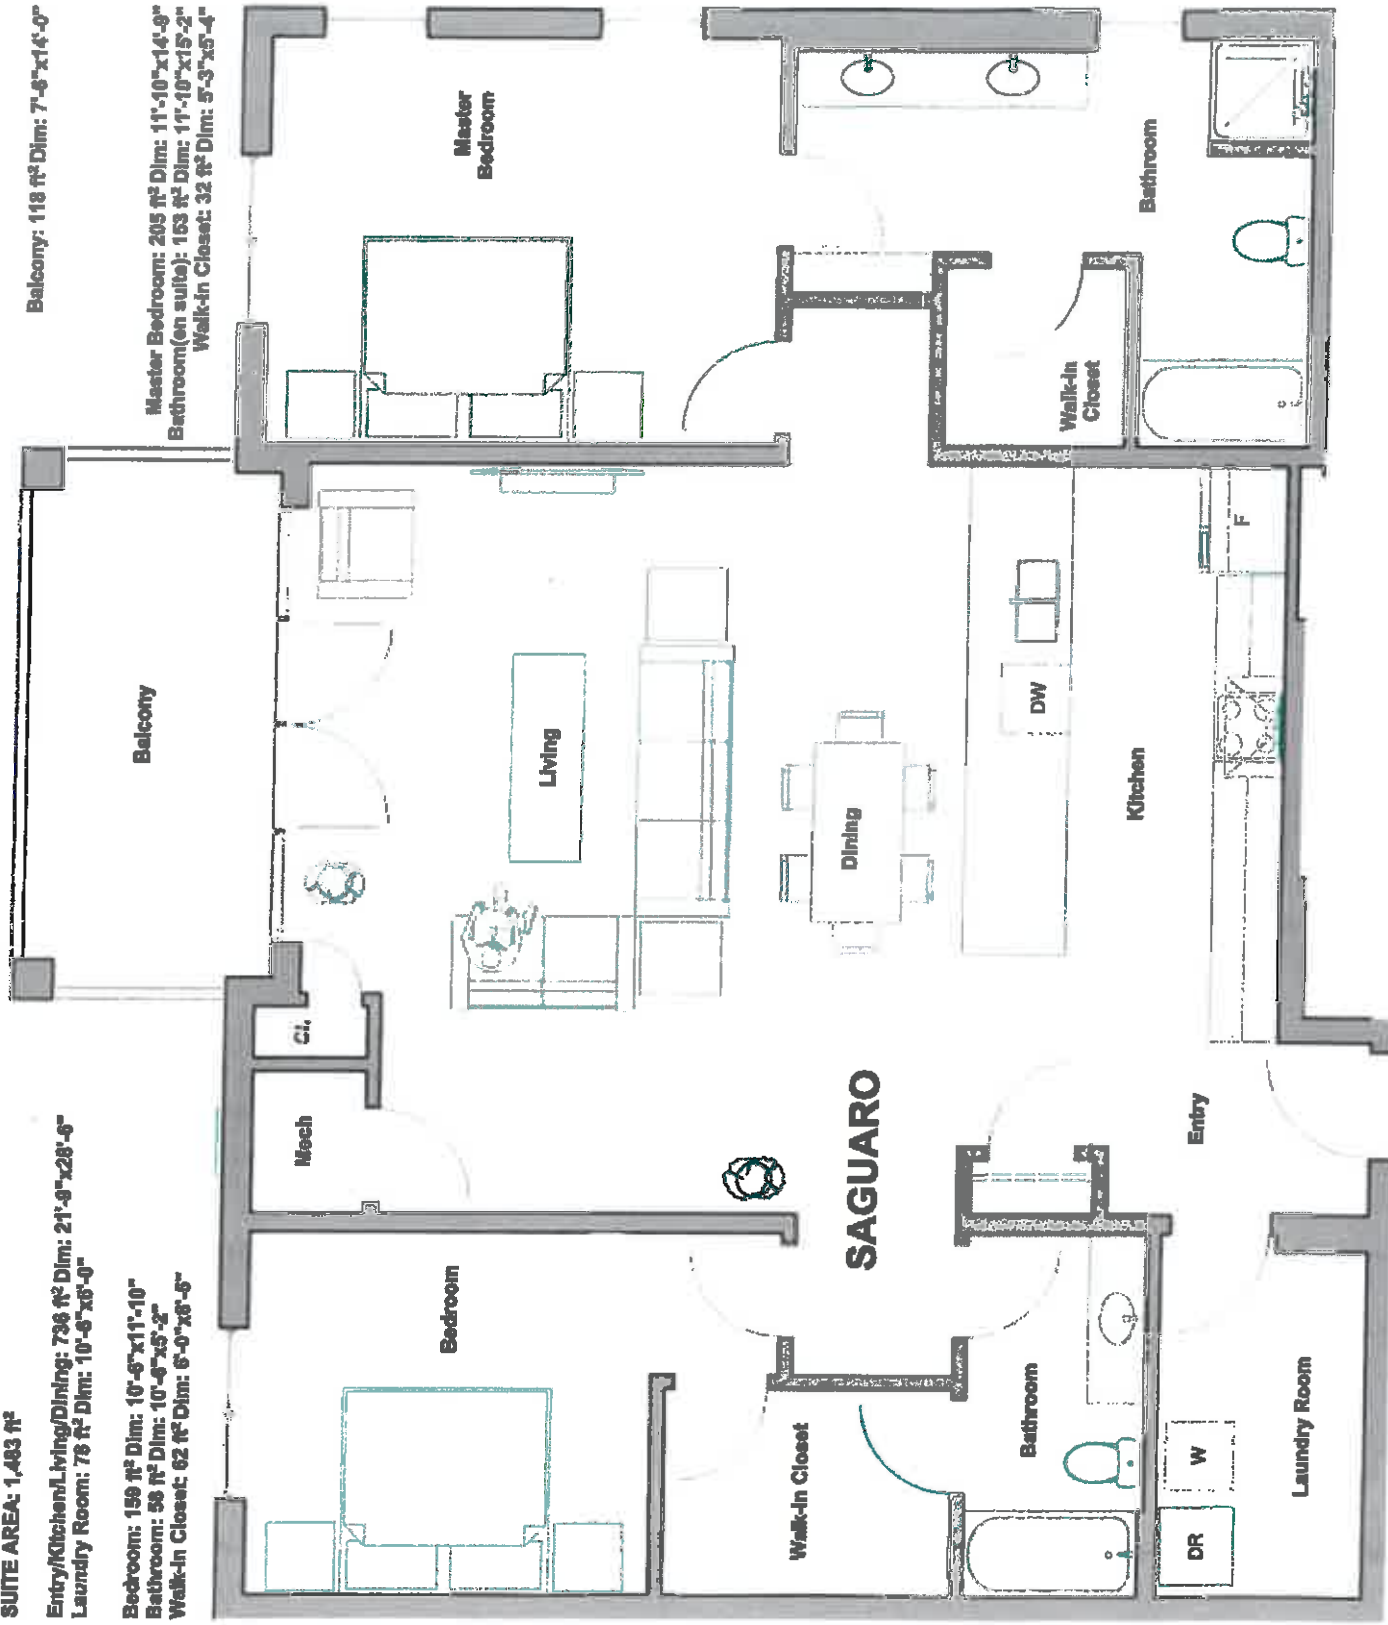 SUITE AREA: 1,483 ft²
Entry/Kitchen/Living/Dining: 736 ft² Dim: 21'-9"x28'-6"
Laundry Room: 78 ft² Dim: 10'-6"x6'-0"
Bedroom: 159 ft² Dim: 10'-6"x11'-10"
Bathroom: 58 ft² Dim: 10'-6"x5'-2"
Walk-In Closet: 62 ft² Dim: 6'-0"x6'-6"
Balcony: 118 ft² Dim: 7'-6"x14'-0"
Master Bedroom: 205 ft² Dim: 11'-10"x14'-9"
Bathroom(en suite): 153 ft² Dim: 11'-10"x15'-2"
Walk-In Closet: 32 ft² Dim: 5'-3"x5'-4"
Balcony
Master
Bedroom
Cl.
Mech
Living
Bedroom
Dining
SAGUARO
Walk-In Closet
Bathroom
DW
Kitchen
F
Walk-in
Closet
Bathroom
Entry
W
DR
Laundry Room